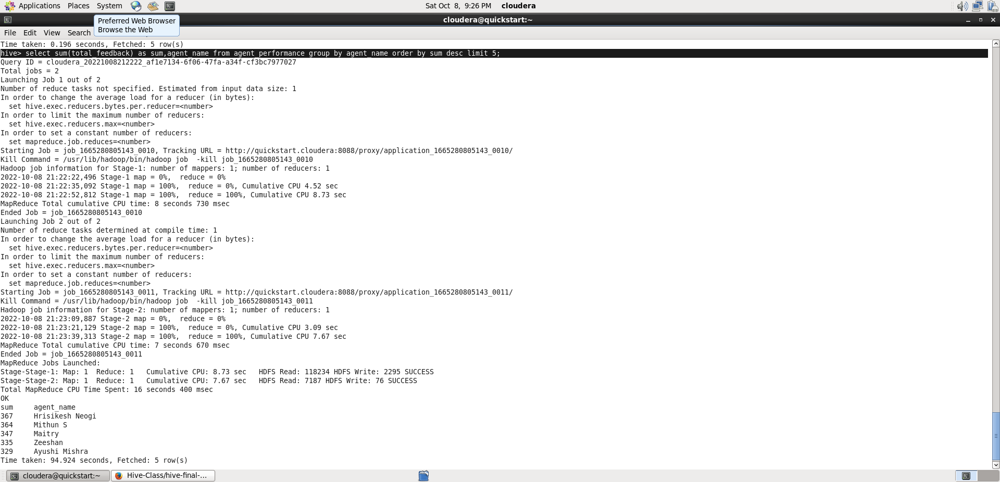 Applications Places System Sat Oct 8, 9:26 PM cloudera
cloudera@quickstart:~
Preferred Web Browser
Browse the Web
File Edit View Search
Time taken: 0.196 seconds, Fetched: 5 row(s)
hive> select sum(total_feedback) as sum,agent_name from agent_performance group by agent_name order by sum desc limit 5;
Query ID = cloudera_20221008212222_af1e7134-6f06-47fa-a34f-cf3bc7977027
Total jobs = 2
Launching Job 1 out of 2
Number of reduce tasks not specified. Estimated from input data size: 1
In order to change the average load for a reducer (in bytes):
  set hive.exec.reducers.bytes.per.reducer=<number>
In order to limit the maximum number of reducers:
  set hive.exec.reducers.max=<number>
In order to set a constant number of reducers:
  set mapreduce.job.reduces=<number>
Starting Job = job_1665280805143_0010, Tracking URL = http://quickstart.cloudera:8088/proxy/application_1665280805143_0010/
Kill Command = /usr/lib/hadoop/bin/hadoop job  -kill job_1665280805143_0010
Hadoop job information for Stage-1: number of mappers: 1; number of reducers: 1
2022-10-08 21:22:22,496 Stage-1 map = 0%,  reduce = 0%
2022-10-08 21:22:35,092 Stage-1 map = 100%,  reduce = 0%, Cumulative CPU 4.52 sec
2022-10-08 21:22:52,812 Stage-1 map = 100%,  reduce = 100%, Cumulative CPU 8.73 sec
MapReduce Total cumulative CPU time: 8 seconds 730 msec
Ended Job = job_1665280805143_0010
Launching Job 2 out of 2
Number of reduce tasks determined at compile time: 1
In order to change the average load for a reducer (in bytes):
  set hive.exec.reducers.bytes.per.reducer=<number>
In order to limit the maximum number of reducers:
  set hive.exec.reducers.max=<number>
In order to set a constant number of reducers:
  set mapreduce.job.reduces=<number>
Starting Job = job_1665280805143_0011, Tracking URL = http://quickstart.cloudera:8088/proxy/application_1665280805143_0011/
Kill Command = /usr/lib/hadoop/bin/hadoop job  -kill job_1665280805143_0011
Hadoop job information for Stage-2: number of mappers: 1; number of reducers: 1
2022-10-08 21:23:09,887 Stage-2 map = 0%,  reduce = 0%
2022-10-08 21:23:21,129 Stage-2 map = 100%,  reduce = 0%, Cumulative CPU 3.09 sec
2022-10-08 21:23:39,313 Stage-2 map = 100%,  reduce = 100%, Cumulative CPU 7.67 sec
MapReduce Total cumulative CPU time: 7 seconds 670 msec
Ended Job = job_1665280805143_0011
MapReduce Jobs Launched:
Stage-Stage-1: Map: 1  Reduce: 1   Cumulative CPU: 8.73 sec   HDFS Read: 118234 HDFS Write: 2295 SUCCESS
Stage-Stage-2: Map: 1  Reduce: 1   Cumulative CPU: 7.67 sec   HDFS Read: 7187 HDFS Write: 76 SUCCESS
Total MapReduce CPU Time Spent: 16 seconds 400 msec
OK
sum     agent_name
367     Hrisikesh Neogi
364     Mithun S
347     Maitry
335     Zeeshan
329     Ayushi Mishra
Time taken: 94.924 seconds, Fetched: 5 row(s)
cloudera@quickstart:~ Hive-Class/hive-final-...